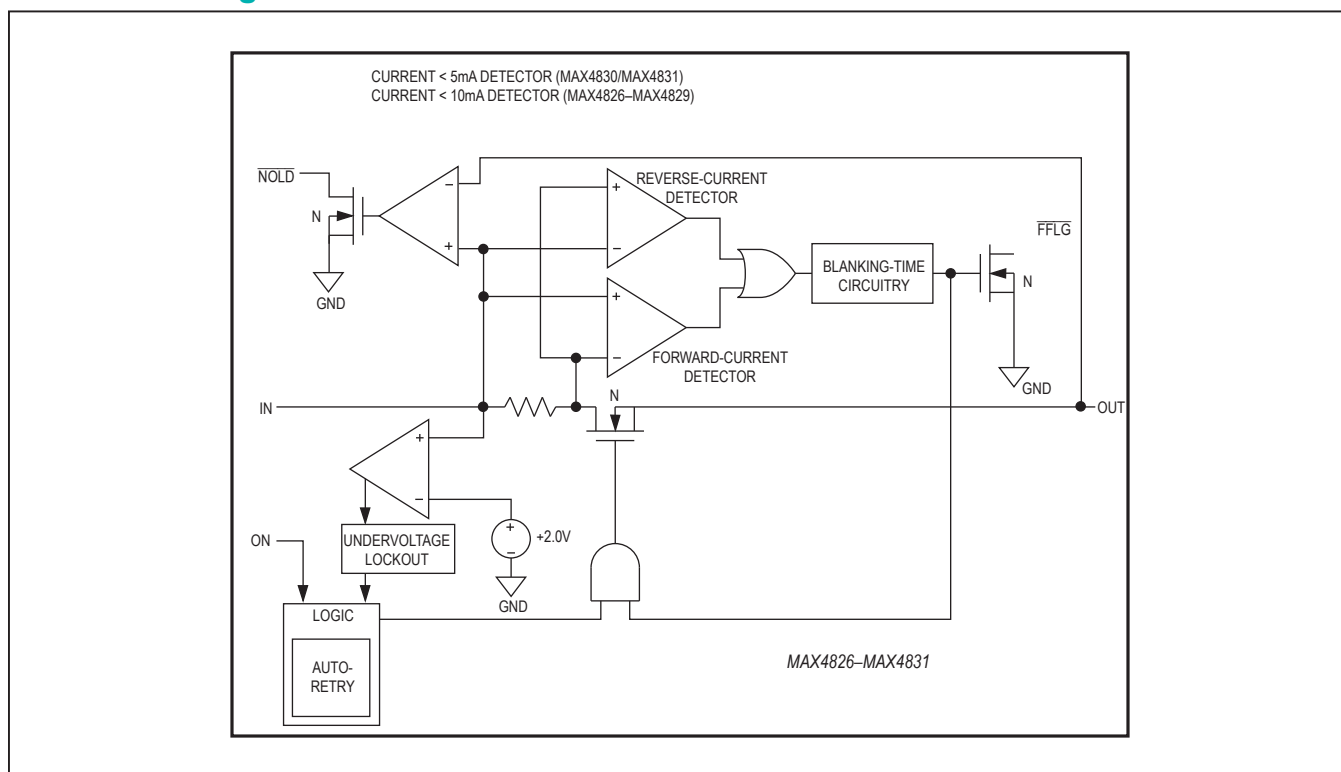 CURRENT < 5mA DETECTOR (MAX4830/MAX4831)
CURRENT < 10mA DETECTOR (MAX4826–MAX4829)
NOLD
N
GND
REVERSE-CURRENT
DETECTOR
FORWARD-CURRENT
DETECTOR
BLANKING-TIME
CIRCUITRY
FFLG
N
GND
IN
N
OUT
+2.0V
GND
UNDERVOLTAGE
LOCKOUT
ON
LOGIC
AUTO-
RETRY
MAX4826–MAX4831